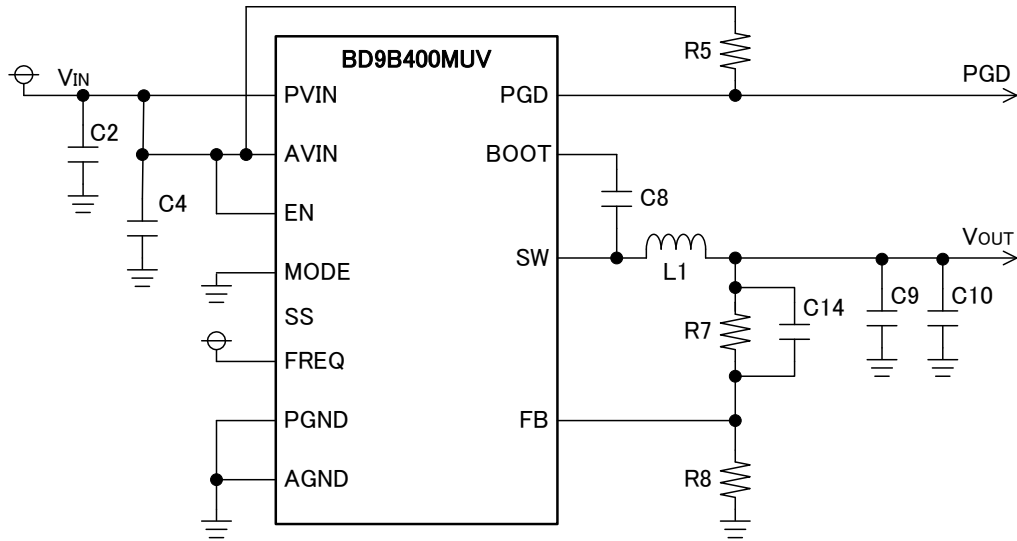 BD9B400MUV
R5
VIN
PVIN
PGD
PGD
C2
AVIN
BOOT
C4
C8
EN
SW
VOUT
MODE
L1
SS
C14
C9
C10
R7
FREQ
PGND
FB
AGND
R8